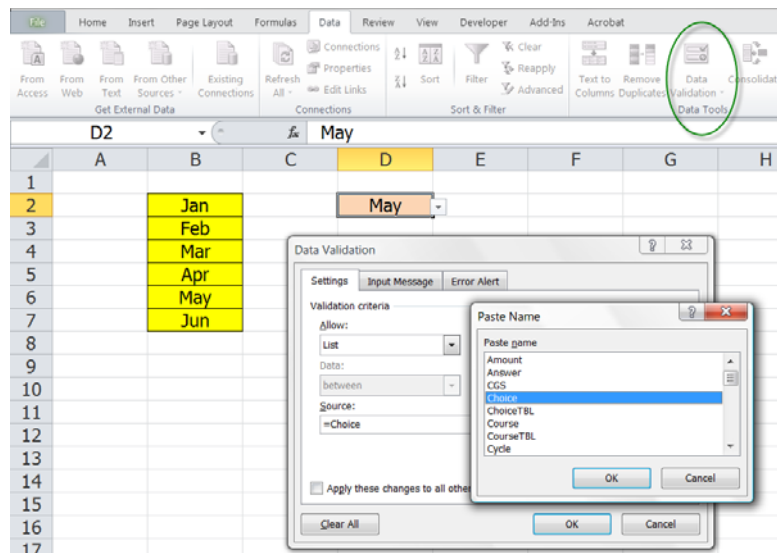 File Home Insert Page Layout Formulas Data Review View Developer Add-Ins Acrobat
From Access
From Web
From Text
From Other Sources
Existing Connections
Get External Data
Refresh All
Connections
Properties
Edit Links
Connections
Sort
Filter
Clear
Reapply
Advanced
Sort & Filter
Text to Columns
Remove Duplicates
Data Validation
Consolidat
Data Tools
D2 fx May
A B C D E F G H
1
2 Jan May
3 Feb
4 Mar
5 Apr
6 May
7 Jun
8
9
10
11
12
13
14
15
16
17
Data Validation
Settings Input Message Error Alert
Validation criteria
Allow:
List
Data:
between
Source:
=Choice
Apply these changes to all other
Clear All OK Cancel
Paste Name
Paste name
Amount
Answer
CGS
Choice
ChoiceTBL
Course
CourseTBL
Cycle
OK Cancel